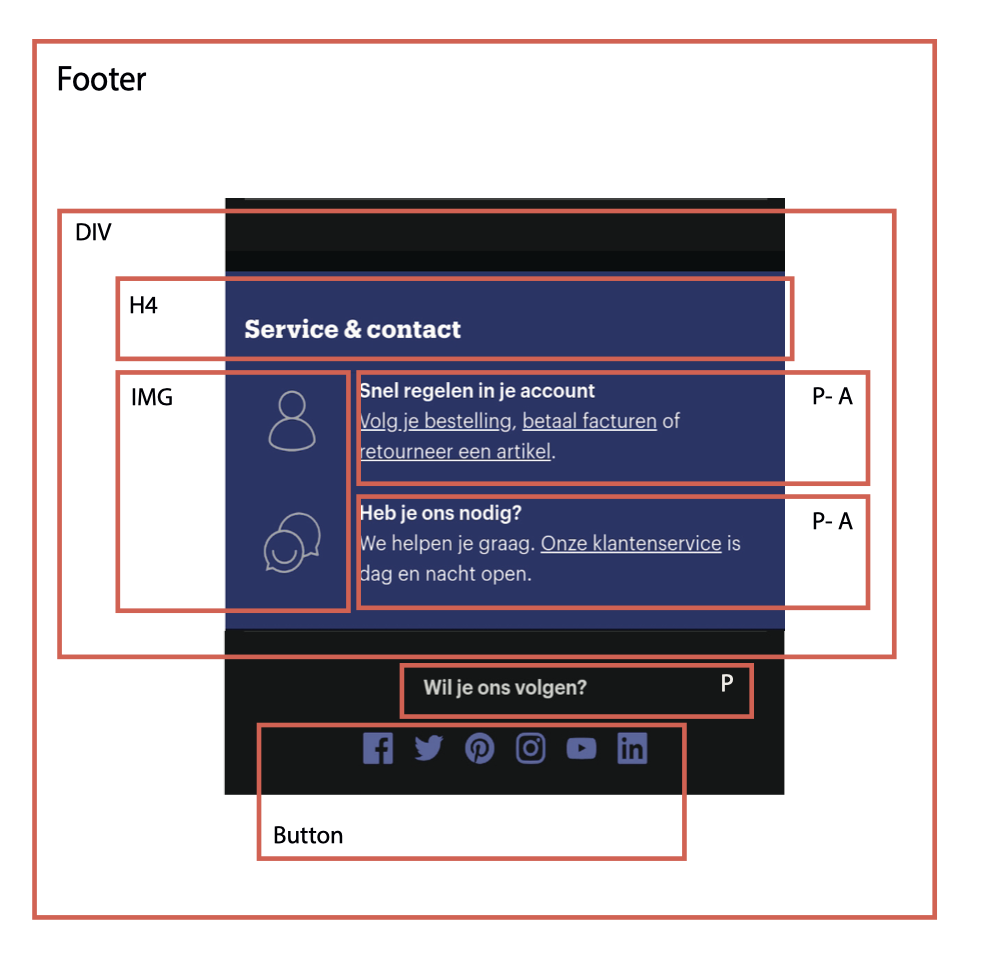 Footer
DIV
H4
Service & contact
IMG
Snel regelen in je account
P- A
Volg je bestelling, betaal facturen of
retourneer een artikel.
Heb je ons nodig?
P- A
We helpen je graag. Onze klantenservice is
dag en nacht open.
Wil je ons volgen?
P
Button